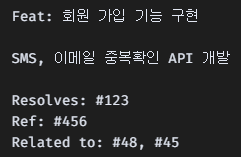 Feat: 회원 가입 기능 구현
SMS, 이메일 중복확인 API 개발
Resolves: #123
Ref: #456
Related to: #48, #45